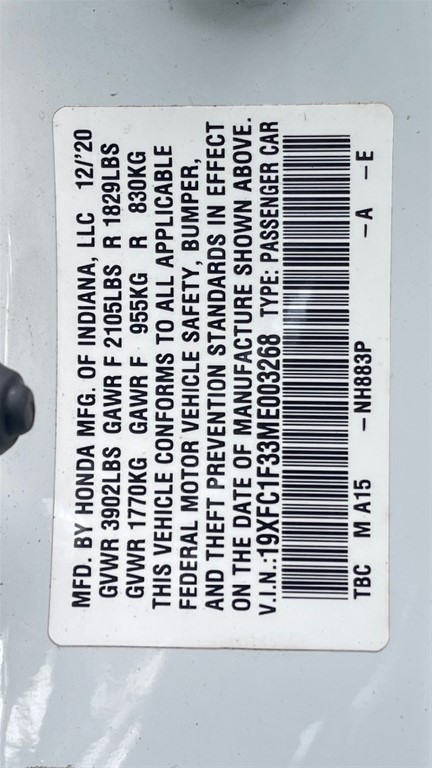 MFD. BY HONDA MFG. OF INDIANA, LLC 12/'20
GVWR 3902LBS GAWR F 2105LBS R 1829LBS
GVWR 1770KG GAWR F 955KG R 830KG
THIS VEHICLE CONFORMS TO ALL APPLICABLE
FEDERAL MOTOR VEHICLE SAFETY, BUMPER,
AND THEFT PREVENTION STANDARDS IN EFFECT
ON THE DATE OF MANUFACTURE SHOWN ABOVE.
V.I.N.:19XFC1F33ME003268 TYPE: PASSENGER CAR
TBC M A15 -NH883P -A -E